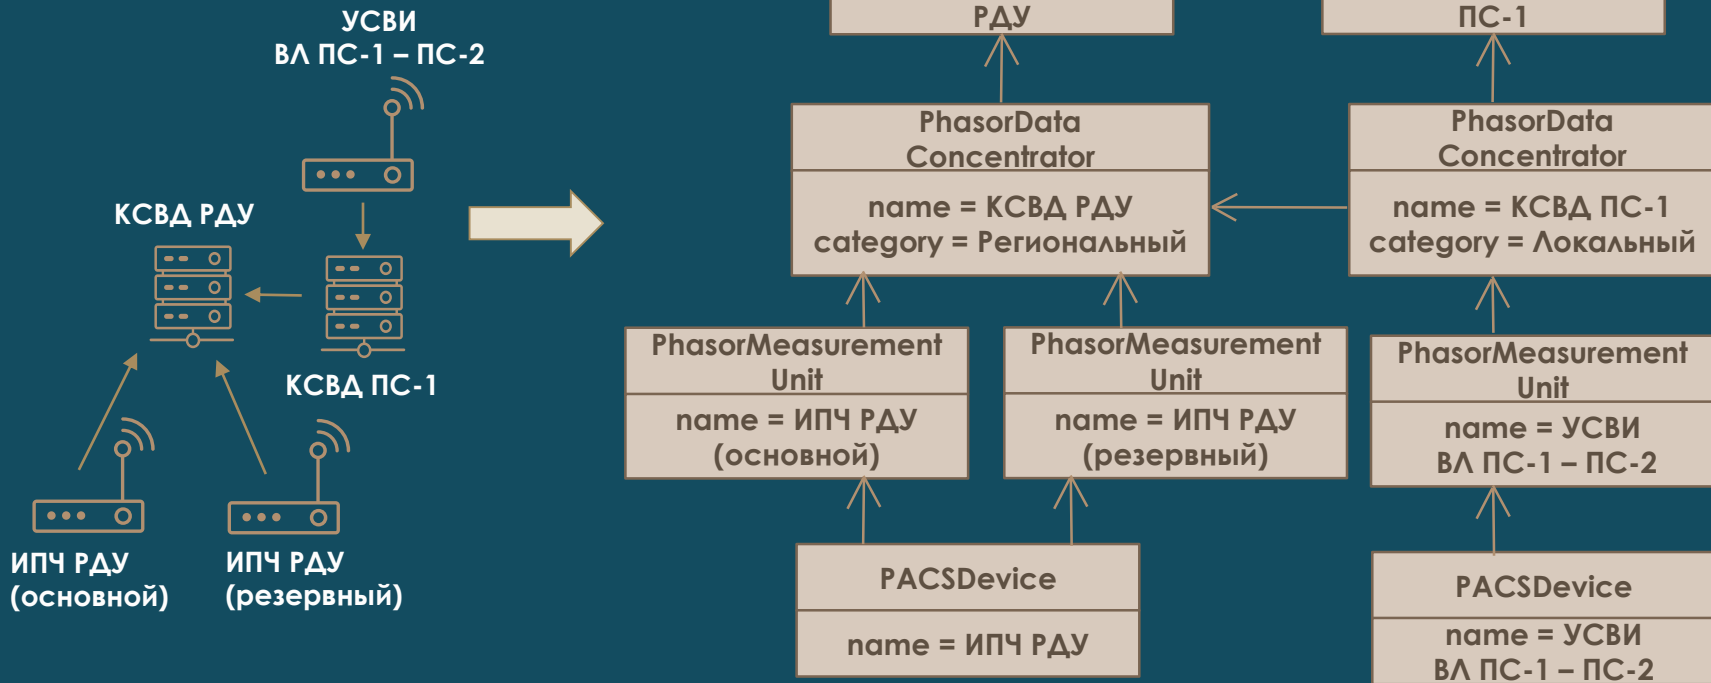 УСВИ
ВЛ ПС-1 – ПС-2
КСВД РДУ
КСВД ПС-1
ИПЧ РДУ
(основной)
ИПЧ РДУ
(резервный)
РДУ
ПС-1
PhasorData
Concentrator
name = КСВД РДУ
category = Региональный
PhasorData
Concentrator
name = КСВД ПС-1
category = Локальный
PhasorMeasurement
Unit
name = ИПЧ РДУ
(основной)
PhasorMeasurement
Unit
name = ИПЧ РДУ
(резервный)
PhasorMeasurement
Unit
name = УСВИ
ВЛ ПС-1 – ПС-2
PACSDevice
name = ИПЧ РДУ
PACSDevice
name = УСВИ
ВЛ ПС-1 – ПС-2